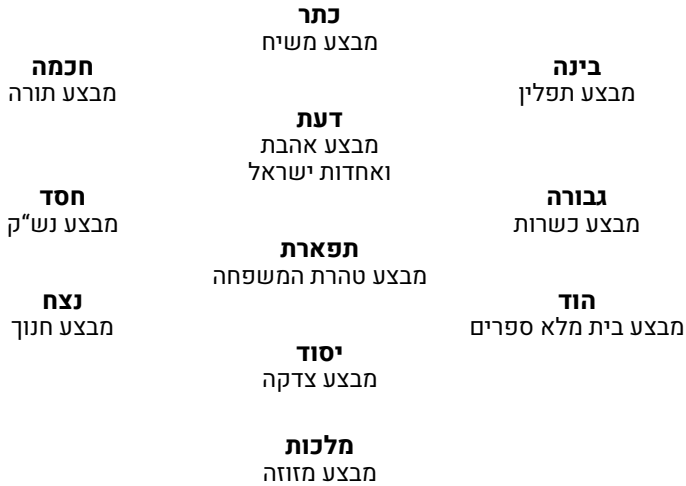 כתר
מבצע משיח
בינה
מבצע תפלין
חכמה
מבצע תורה
דעת
מבצע אהבת
ואחדות ישראל
גבורה
מבצע כשרות
חסד
מבצע נש“ק
תפארת
מבצע טהרת המשפחה
הוד
מבצע בית מלא ספרים
נצח
מבצע חנוך
יסוד
מבצע צדקה
מלכות
מבצע מזוזה